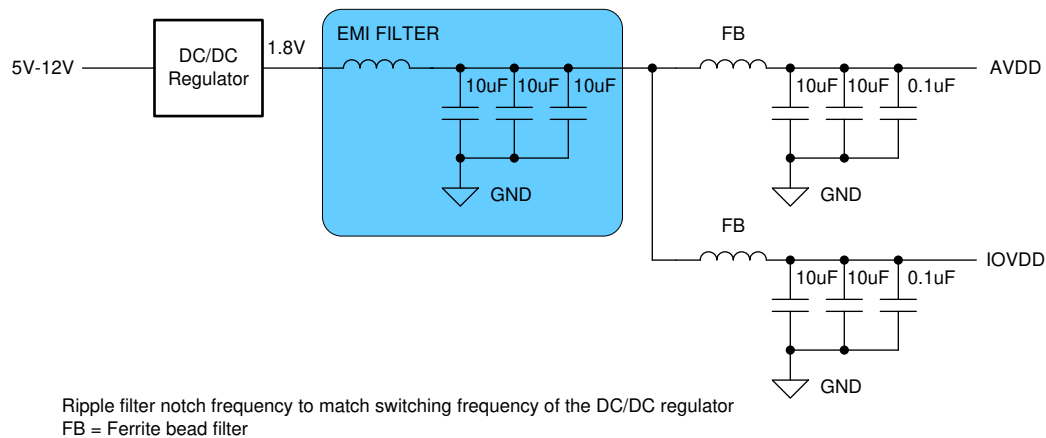 EMI FILTER
FB
5V-12V
DC/DC
Regulator
1.8V
AVDD
10uF
10uF
10uF
10uF
10uF
0.1uF
GND
GND
FB
IOVDD
10uF
10uF
0.1uF
GND
Ripple filter notch frequency to match switching frequency of the DC/DC regulator
FB = Ferrite bead filter